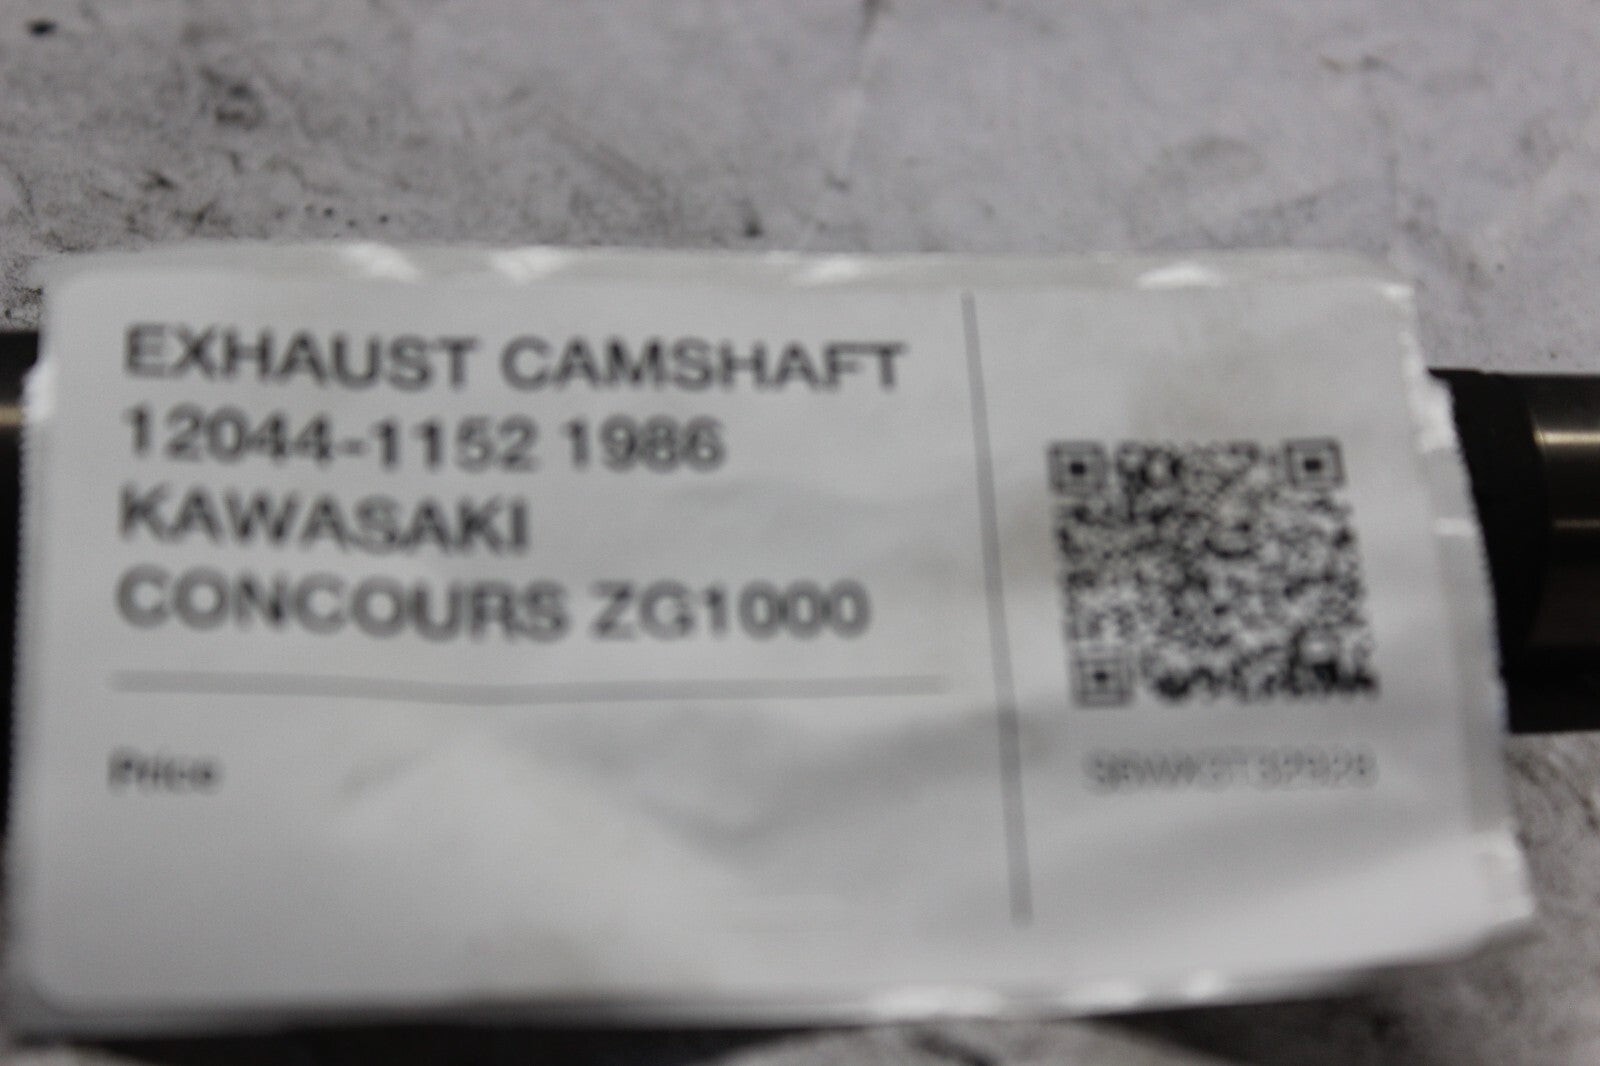 EXHAUST CAMSHAFT
12044-1152 1986
KAWASAKI
CONCOURS ZG1000
Price